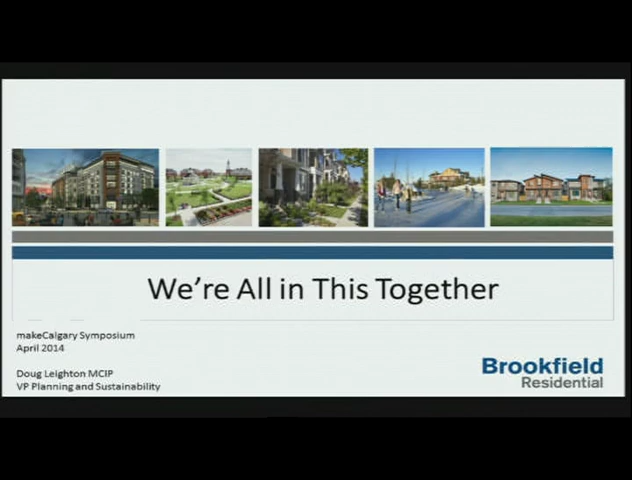 We're All in This Together
makeCalgary Symposium
April 2014
Doug Leighton MCIP
VP Planning and Sustainability
Brookfield
Residential